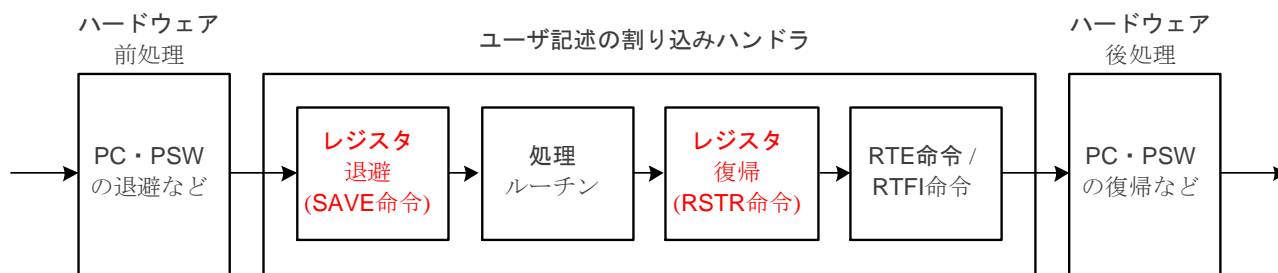 ハードウェア
前処理
PC・PSW
の退避など
ユーザ記述の割り込みハンドラ
レジスタ
退避
(SAVE命令)
処理
ルーチン
レジスタ
復帰
(RSTR命令)
RTE命令 /
RTFI命令
ハードウェア
後処理
PC・PSW
の復帰など